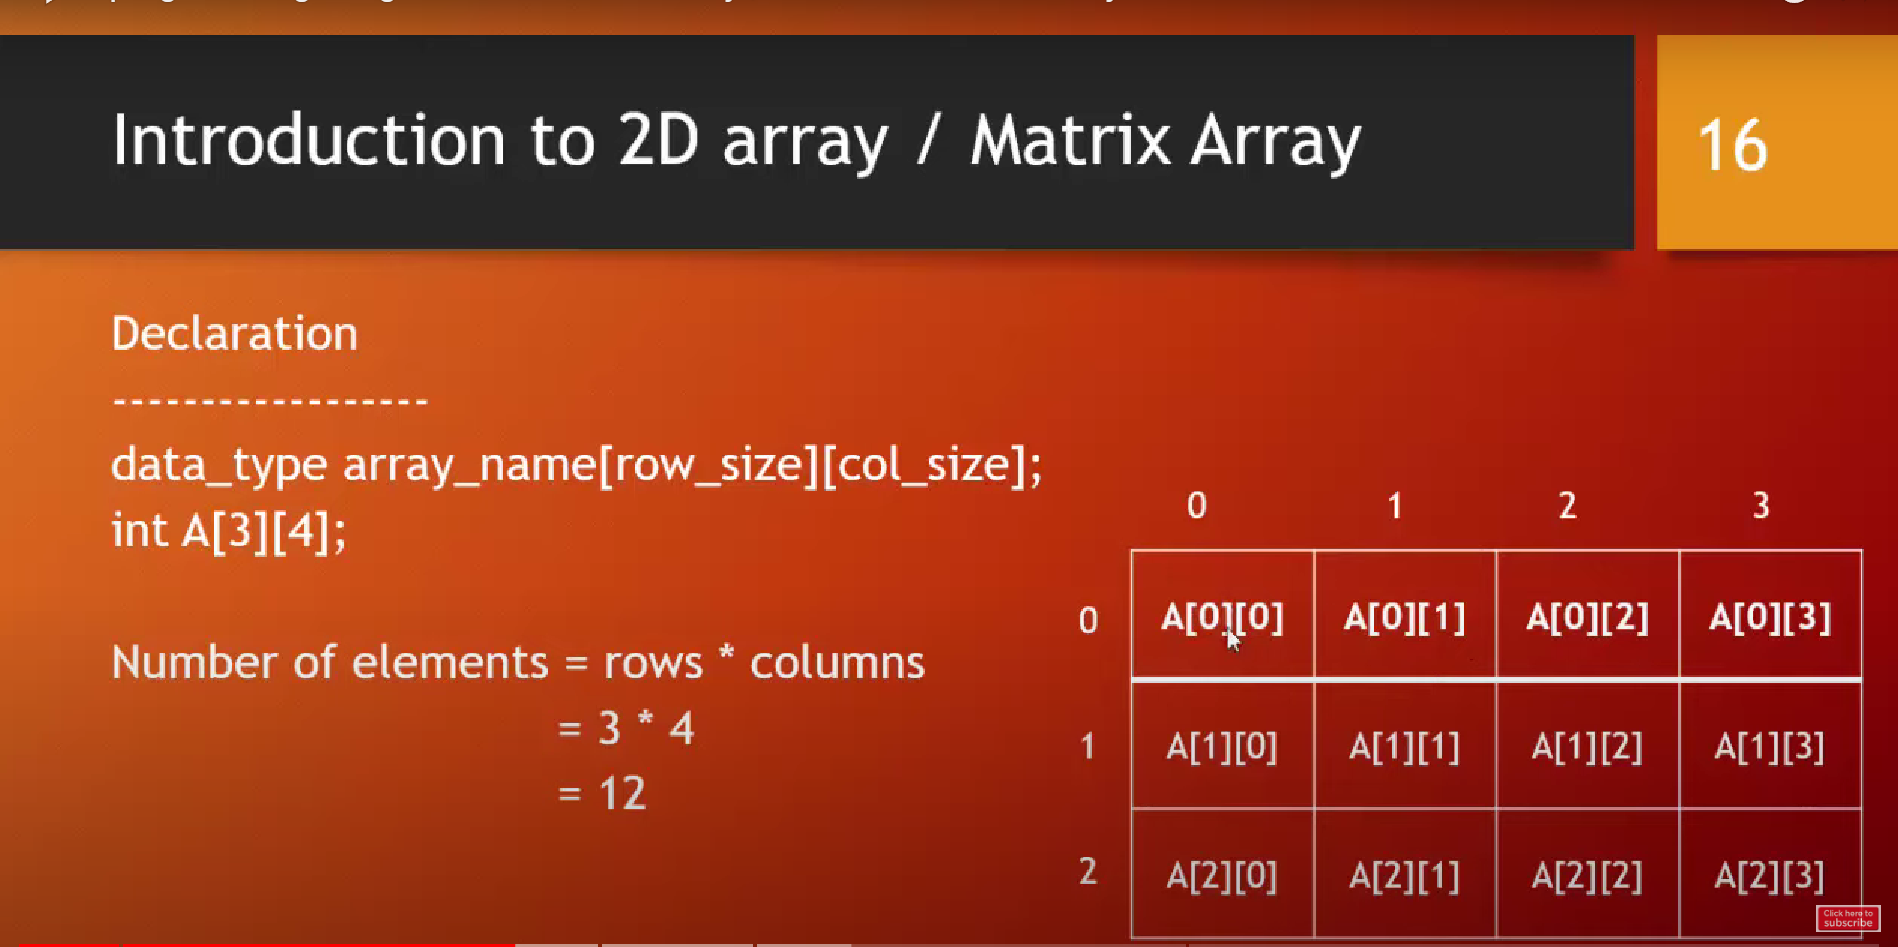 Introduction to 2D array / Matrix Array
16
Declaration
------------------
data_type array_name[row_size][col_size];
int A[3][4];
Number of elements = rows * columns
= 3 * 4
= 12
0 1 2 3
0 A[0][0] A[0][1] A[0][2] A[0][3]
1 A[1][0] A[1][1] A[1][2] A[1][3]
2 A[2][0] A[2][1] A[2][2] A[2][3]
Click here to
subscribe